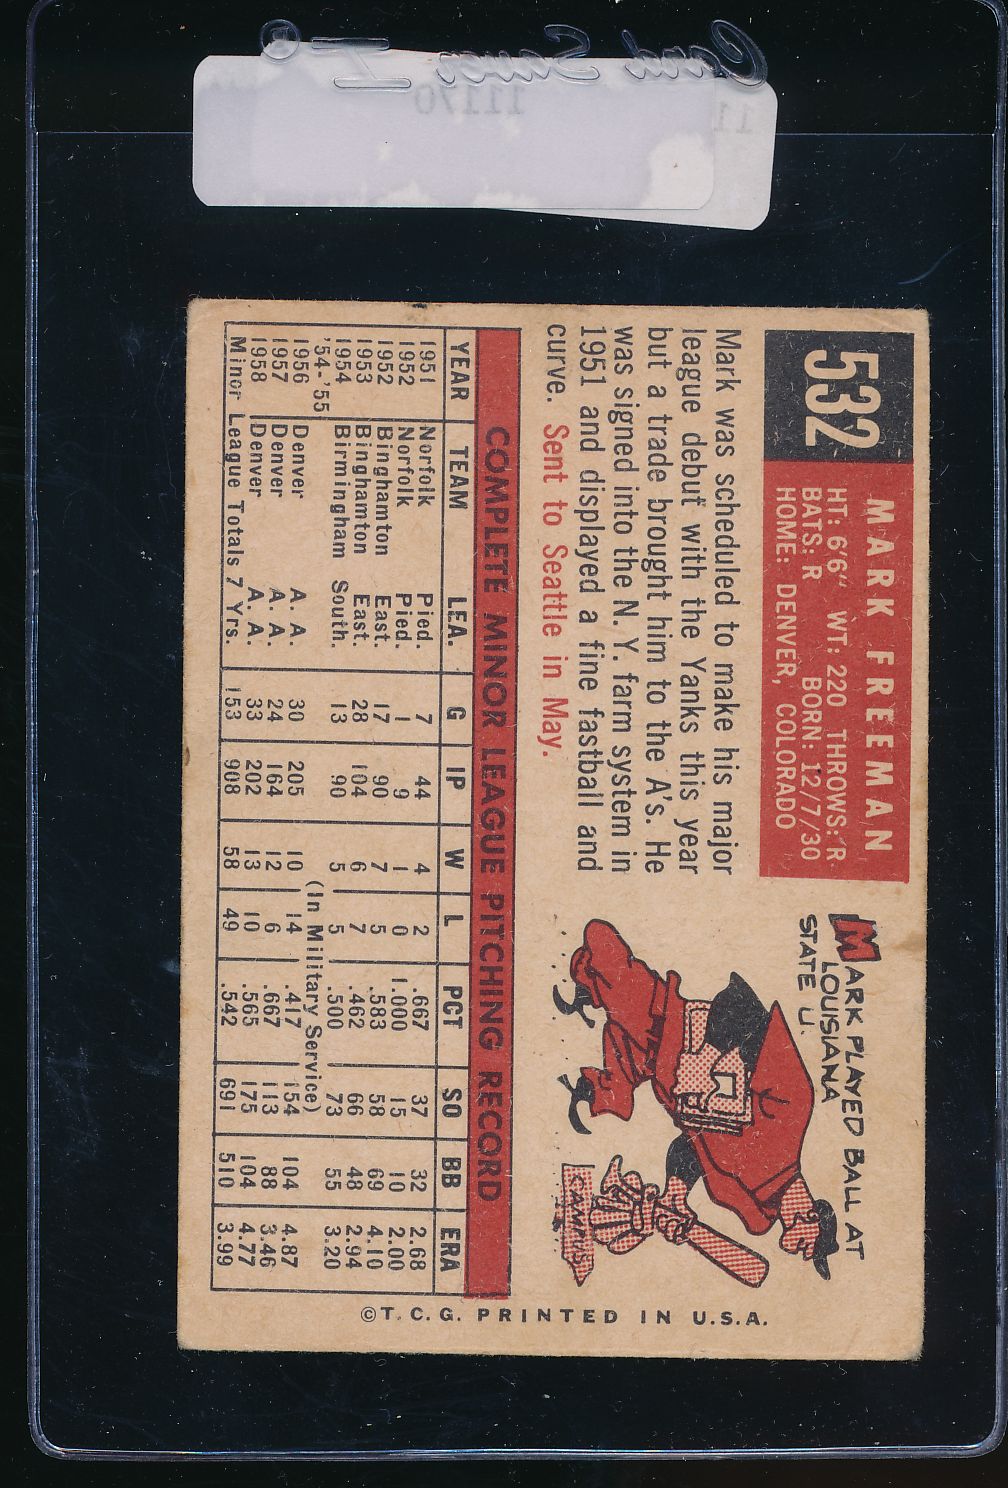 Card Saver I
11170
11
532
MARK FREEMAN
HT: 6'6" WT: 220 THROWS: R
BATS: R BORN: 12/7/30
HOME: DENVER, COLORADO
Mark was scheduled to make his major
league debut with the Yanks this year
but a trade brought him to the A's. He
was signed into the N. Y. farm system in
1951 and displayed a fine fastball and
curve. Sent to Seattle in May.
MARK PLAYED BALL AT
LOUISIANA
STATE U.
CAMPUS
COMPLETE MINOR LEAGUE PITCHING RECORD
YEAR TEAM LEA. G IP W L PCT SO BB ERA
1951 Norfolk Pied. 7 44 4 2 .667 37 32 2.68
1952 Norfolk Pied. 1 9 1 0 1.000 15 10 2.00
1952 Binghamton East. 17 90 7 5 .583 58 69 4.10
1953 Binghamton East. 28 104 6 7 .462 66 48 2.94
1954 Birmingham South. 13 90 5 5 .500 73 55 3.20
'54-'55 (In Military Service)
1956 Denver A. A. 30 205 10 14 .417 154 104 4.87
1957 Denver A. A. 24 164 12 6 .667 113 88 3.46
1958 Denver A. A. 33 202 13 10 .565 175 104 4.77
Minor League Totals 7 Yrs. 153 908 58 49 .542 691 510 3.99
©T.C.G. PRINTED IN U.S.A.